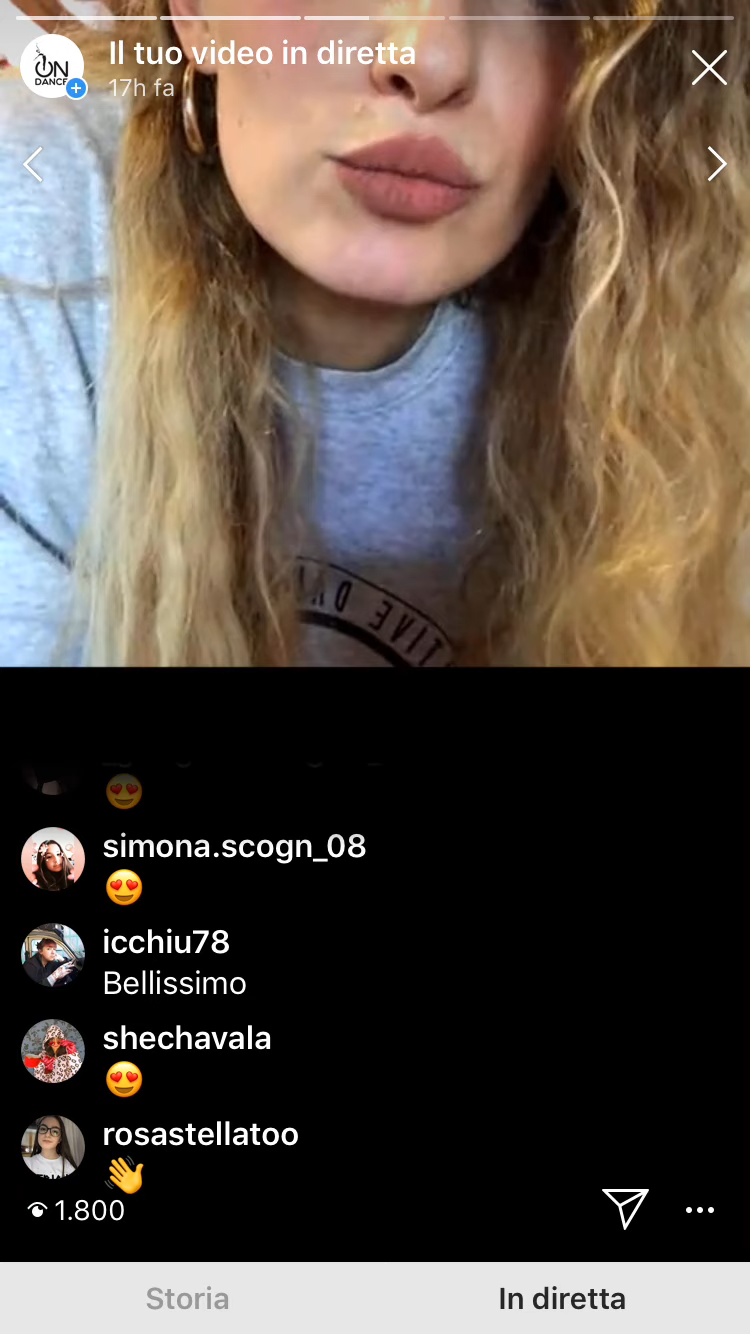 ON
DANCE
Il tuo video in diretta
17h fa
simona.scogn_08
icchiu78
Bellissimo
shechavala
rosastellatoo
1.800
Storia
In diretta